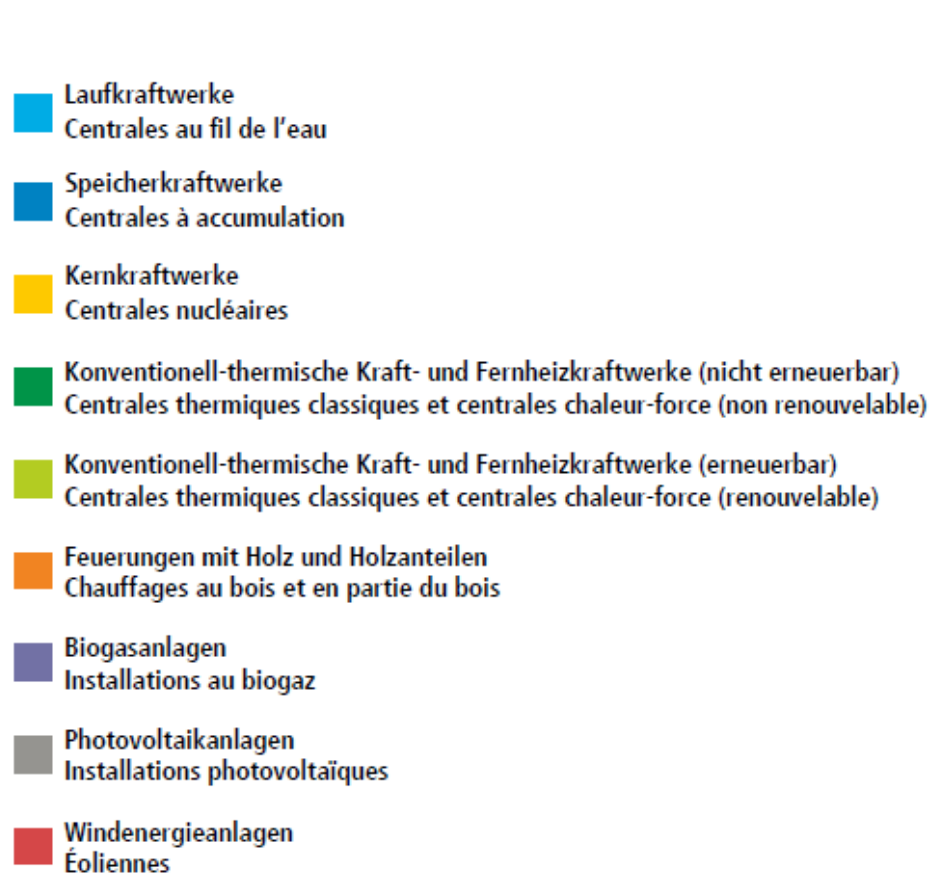 Laufkraftwerke
Centrales au fil de l'eau
Speicherkraftwerke
Centrales à accumulation
Kernkraftwerke
Centrales nucléaires
Konventionell-thermische Kraft- und Fernheizkraftwerke (nicht erneuerbar)
Centrales thermiques classiques et centrales chaleur-force (non renouvelable)
Konventionell-thermische Kraft- und Fernheizkraftwerke (erneuerbar)
Centrales thermiques classiques et centrales chaleur-force (renouvelable)
Feuerungen mit Holz und Holzanteilen
Chauffages au bois et en partie du bois
Biogasanlagen
Installations au biogaz
Photovoltaikanlagen
Installations photovoltaïques
Windenergieanlagen
Éoliennes